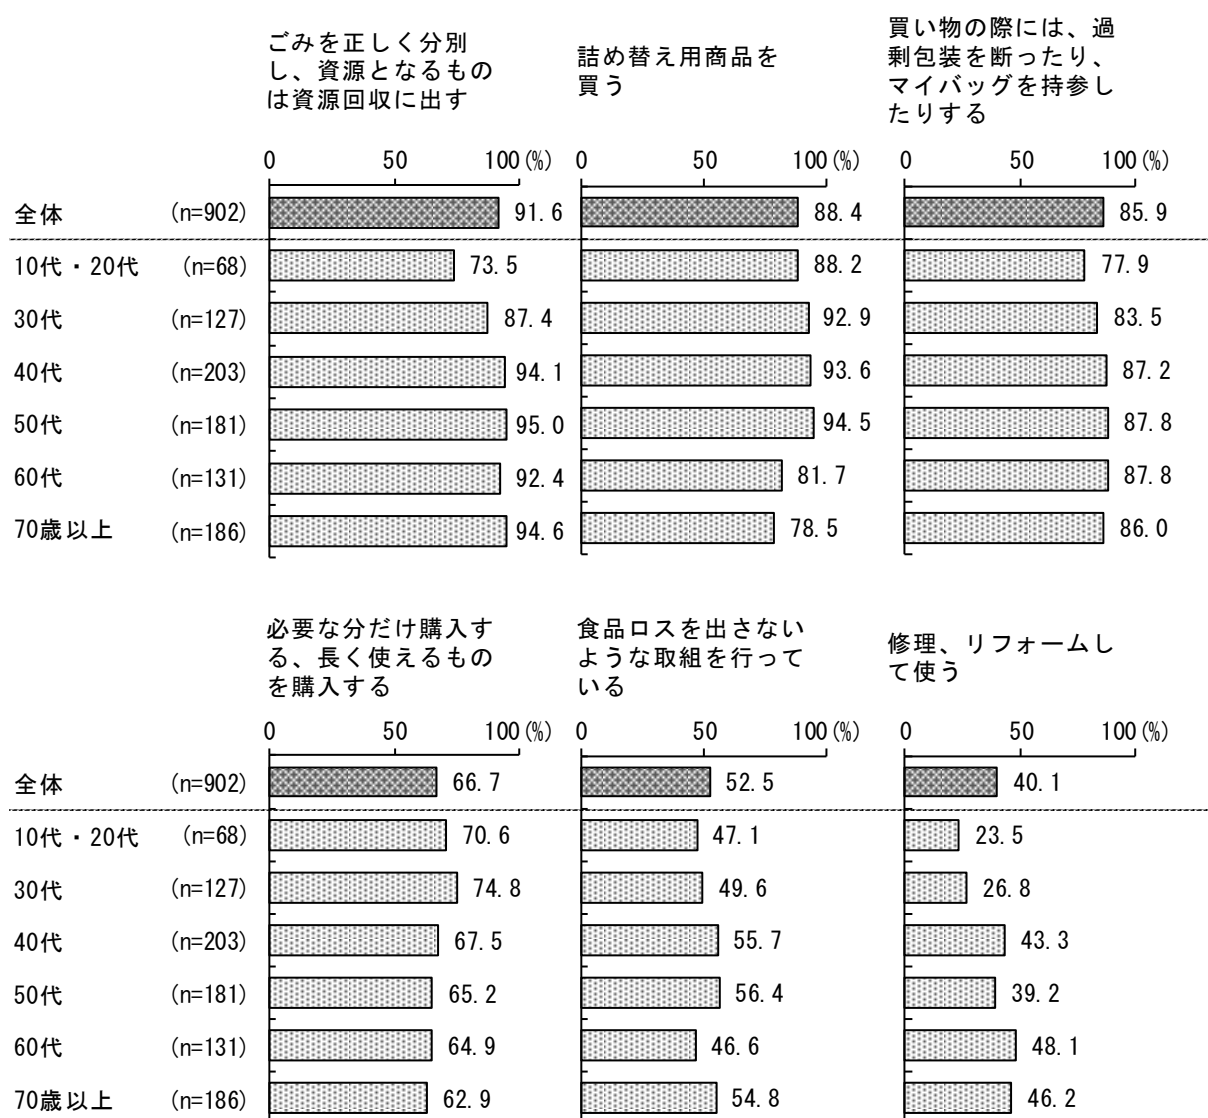 ごみを正しく分別
し、資源となるもの
は資源回収に出す
詰め替え用商品を
買う
買い物の際には、過
剰包装を断ったり、
マイバッグを持参し
たりする
0 50 100(%) 0 50 100(%) 0 50 100(%)
全体 (n=902) 91.6 88.4 85.9
10代・20代 (n=68) 73.5 88.2 77.9
30代 (n=127) 87.4 92.9 83.5
40代 (n=203) 94.1 93.6 87.2
50代 (n=181) 95.0 94.5 87.8
60代 (n=131) 92.4 81.7 87.8
70歳以上 (n=186) 94.6 78.5 86.0
必要な分だけ購入す
る、長く使えるもの
を購入する
食品ロスを出さない
ような取組を行って
いる
修理、リフォームし
て使う
0 50 100(%) 0 50 100(%) 0 50 100(%)
全体 (n=902) 66.7 52.5 40.1
10代・20代 (n=68) 70.6 47.1 23.5
30代 (n=127) 74.8 49.6 26.8
40代 (n=203) 67.5 55.7 43.3
50代 (n=181) 65.2 56.4 39.2
60代 (n=131) 64.9 46.6 48.1
70歳以上 (n=186) 62.9 54.8 46.2